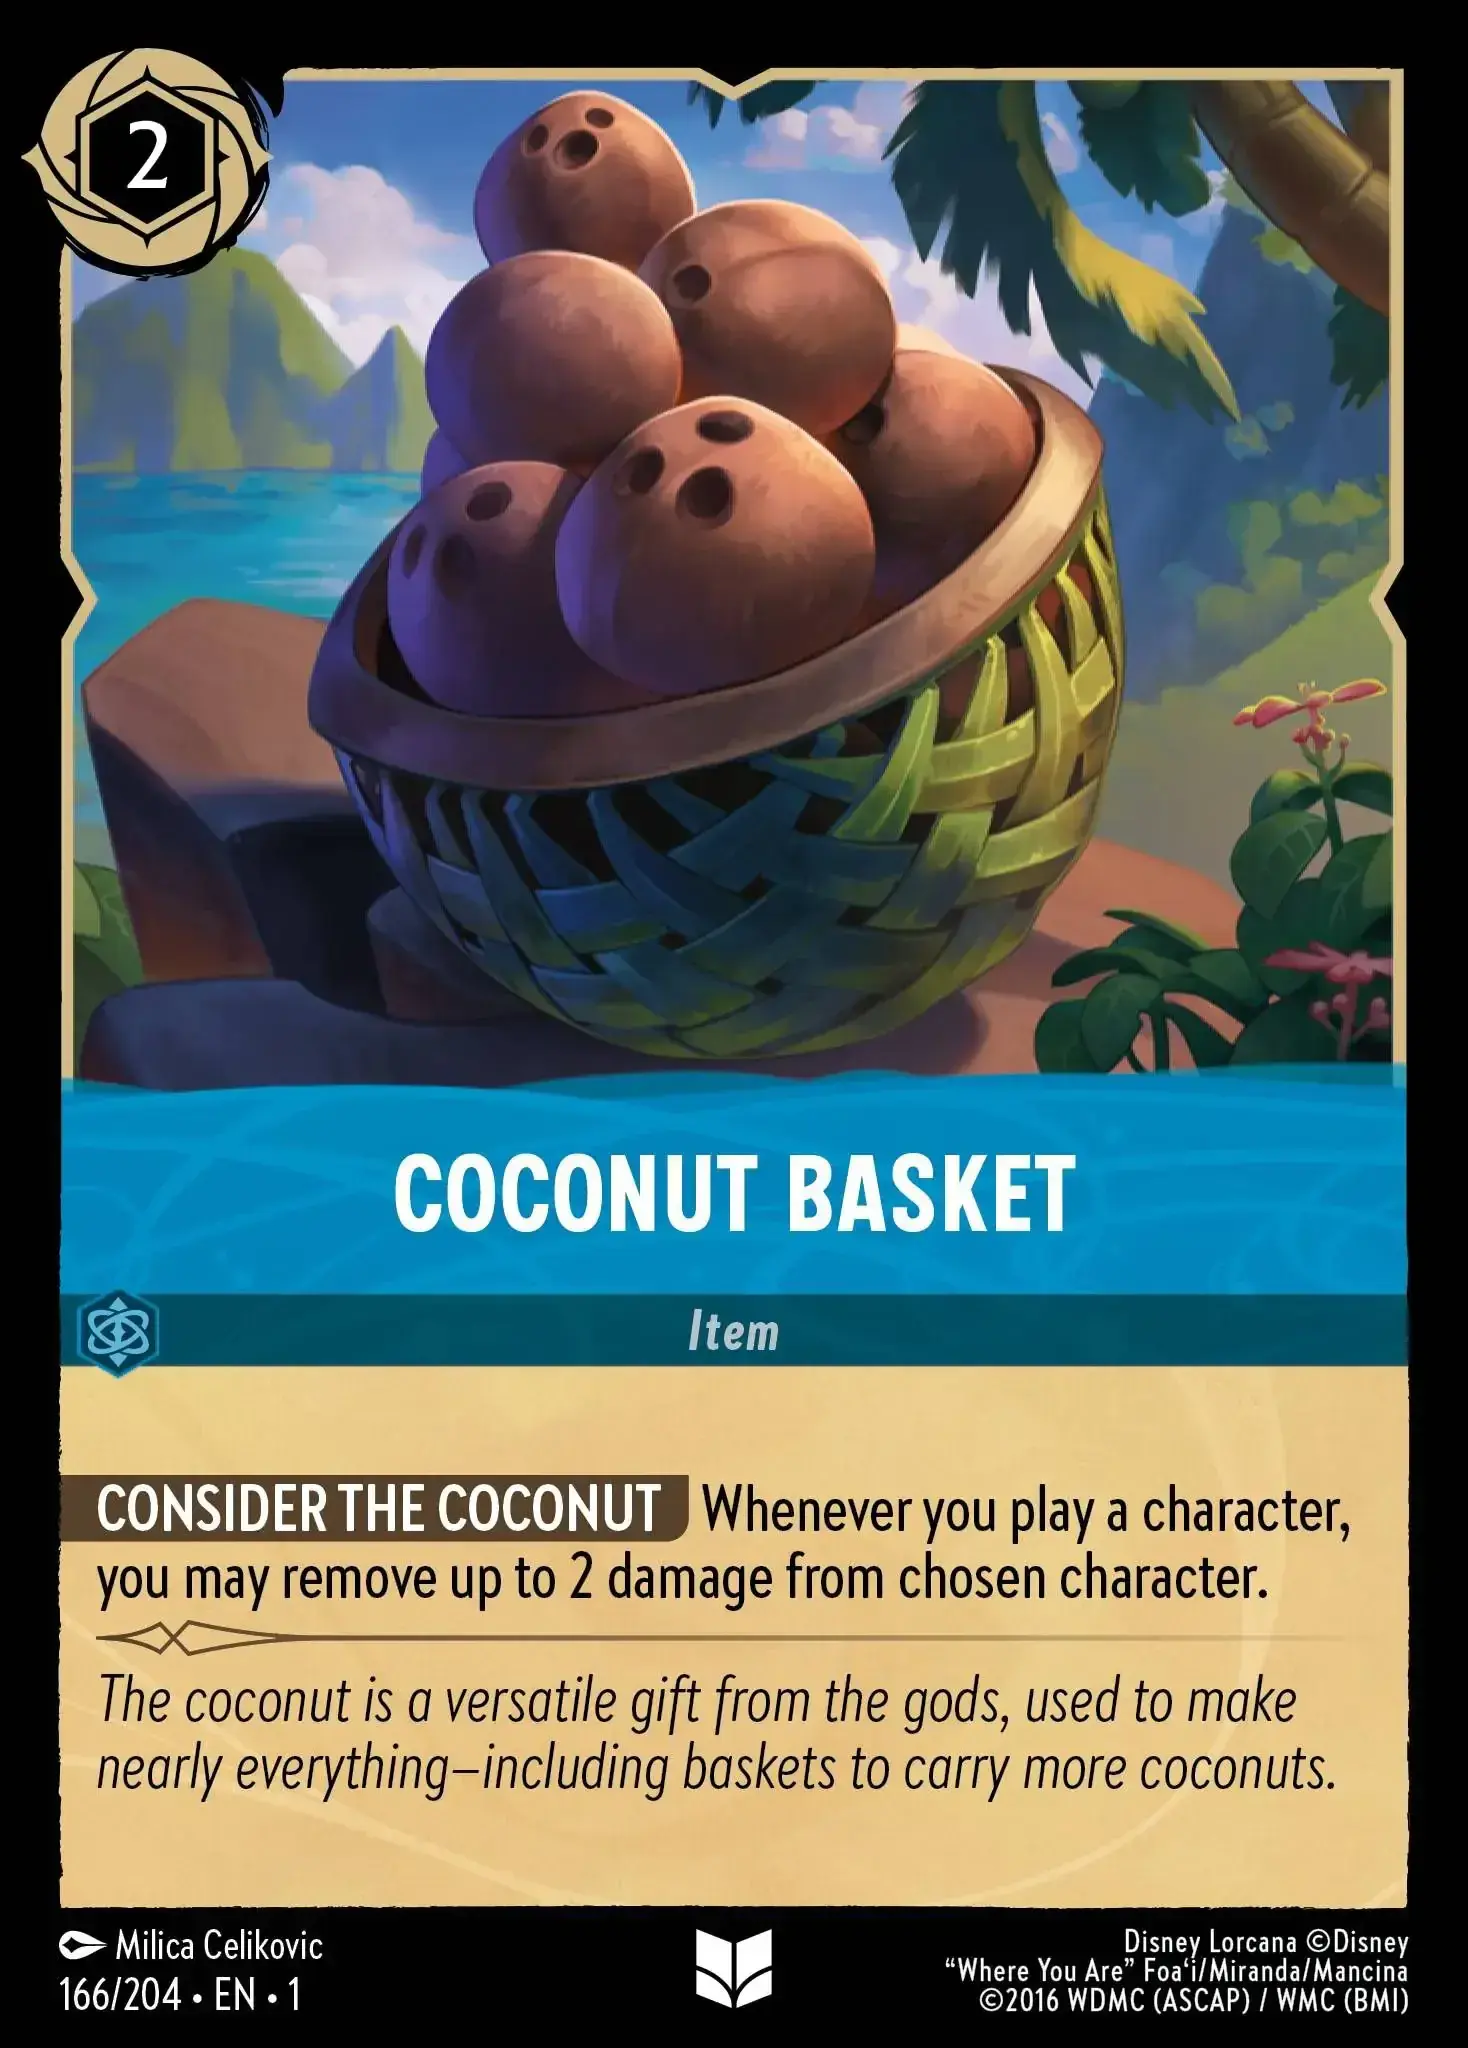 2
COCONUT BASKET
Item
CONSIDER THE COCONUT Whenever you play a character,
you may remove up to 2 damage from chosen character.
The coconut is a versatile gift from the gods, used to make
nearly everything—including baskets to carry more coconuts.
Milica Celikovic
166/204 • EN • 1
Disney Lorcana ©Disney
“Where You Are” Foa‘i/Miranda/Mancina
©2016 WDMC (ASCAP) / WMC (BMI)